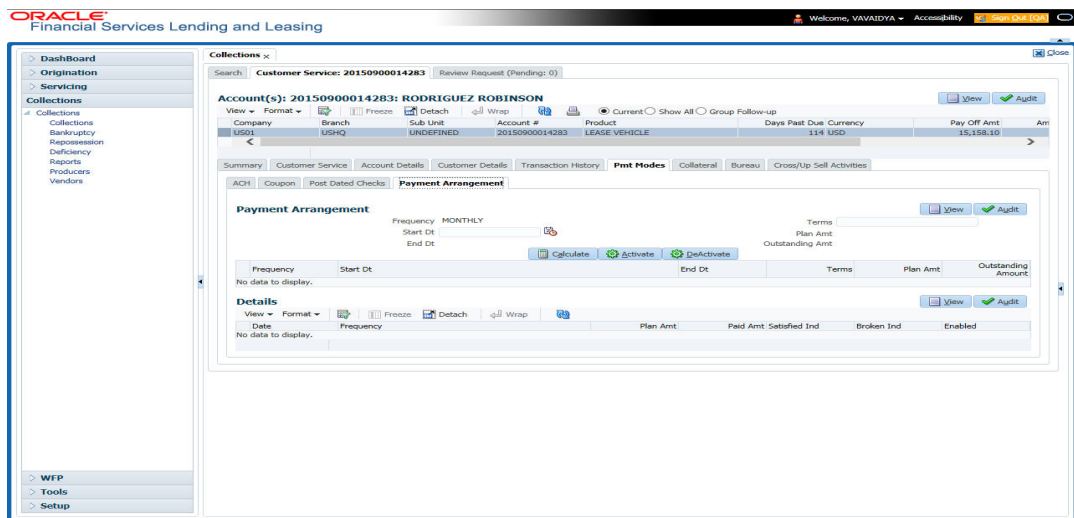 ORACLE
Financial Services Lending and Leasing
Welcome, VAVAIDYA Accessibility Sign Out [QA]
DashBoard
Origination
Servicing
Collections
Collections
Collections
Bankruptcy
Repossession
Deficiency
Reports
Producers
Vendors
WFP
Tools
Setup
Collections x Close
Search Customer Service: 20150900014283 Review Request (Pending: 0)
Account(s): 20150900014283: RODRIGUEZ ROBINSON View Audit
View Format Freeze Detach Wrap Current Show All Group Follow-up
Company Branch Sub Unit Account # Product Days Past Due Currency Pay Off Amt Am
US01 USHQ UNDEFINED 20150900014283 LEASE VEHICLE 114 USD 15,158.10
Summary Customer Service Account Details Customer Details Transaction History Pmt Modes Collateral Bureau Cross/Up Sell Activities
ACH Coupon Post Dated Checks Payment Arrangement
Payment Arrangement View Audit
Frequency MONTHLY Terms
Start Dt Plan Amt
End Dt Outstanding Amt
Calculate Activate DeActivate
Frequency Start Dt End Dt Terms Plan Amt Outstanding Amount
No data to display.
Details View Audit
View Format Freeze Detach Wrap
Date Frequency Plan Amt Paid Amt Satisfied Ind Broken Ind Enabled
No data to display.